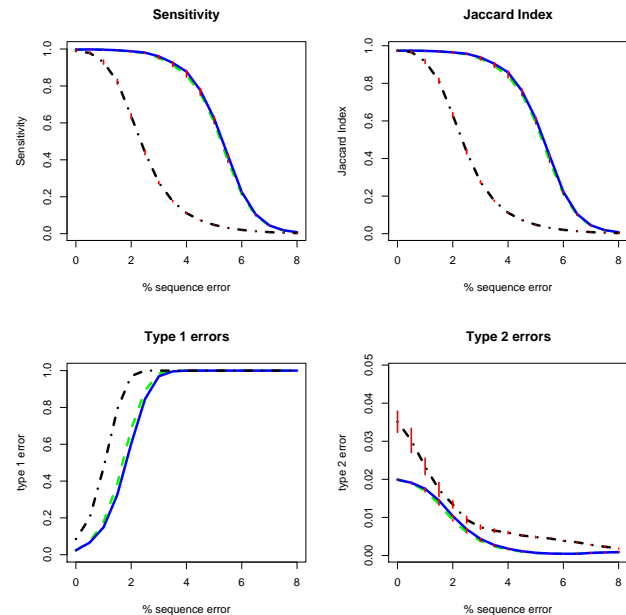 Sensitivity
Sensitivity
1.0
0.8
0.6
0.4
0.2
0.0
0 2 4 6 8
% sequence error
Jaccard Index
Jaccard Index
1.0
0.8
0.6
0.4
0.2
0.0
0 2 4 6 8
% sequence error
Type 1 errors
type 1 error
1.0
0.8
0.6
0.4
0.2
0.0
0 2 4 6 8
% sequence error
Type 2 errors
type 2 error
0.05
0.04
0.03
0.02
0.01
0.00
0 2 4 6 8
% sequence error